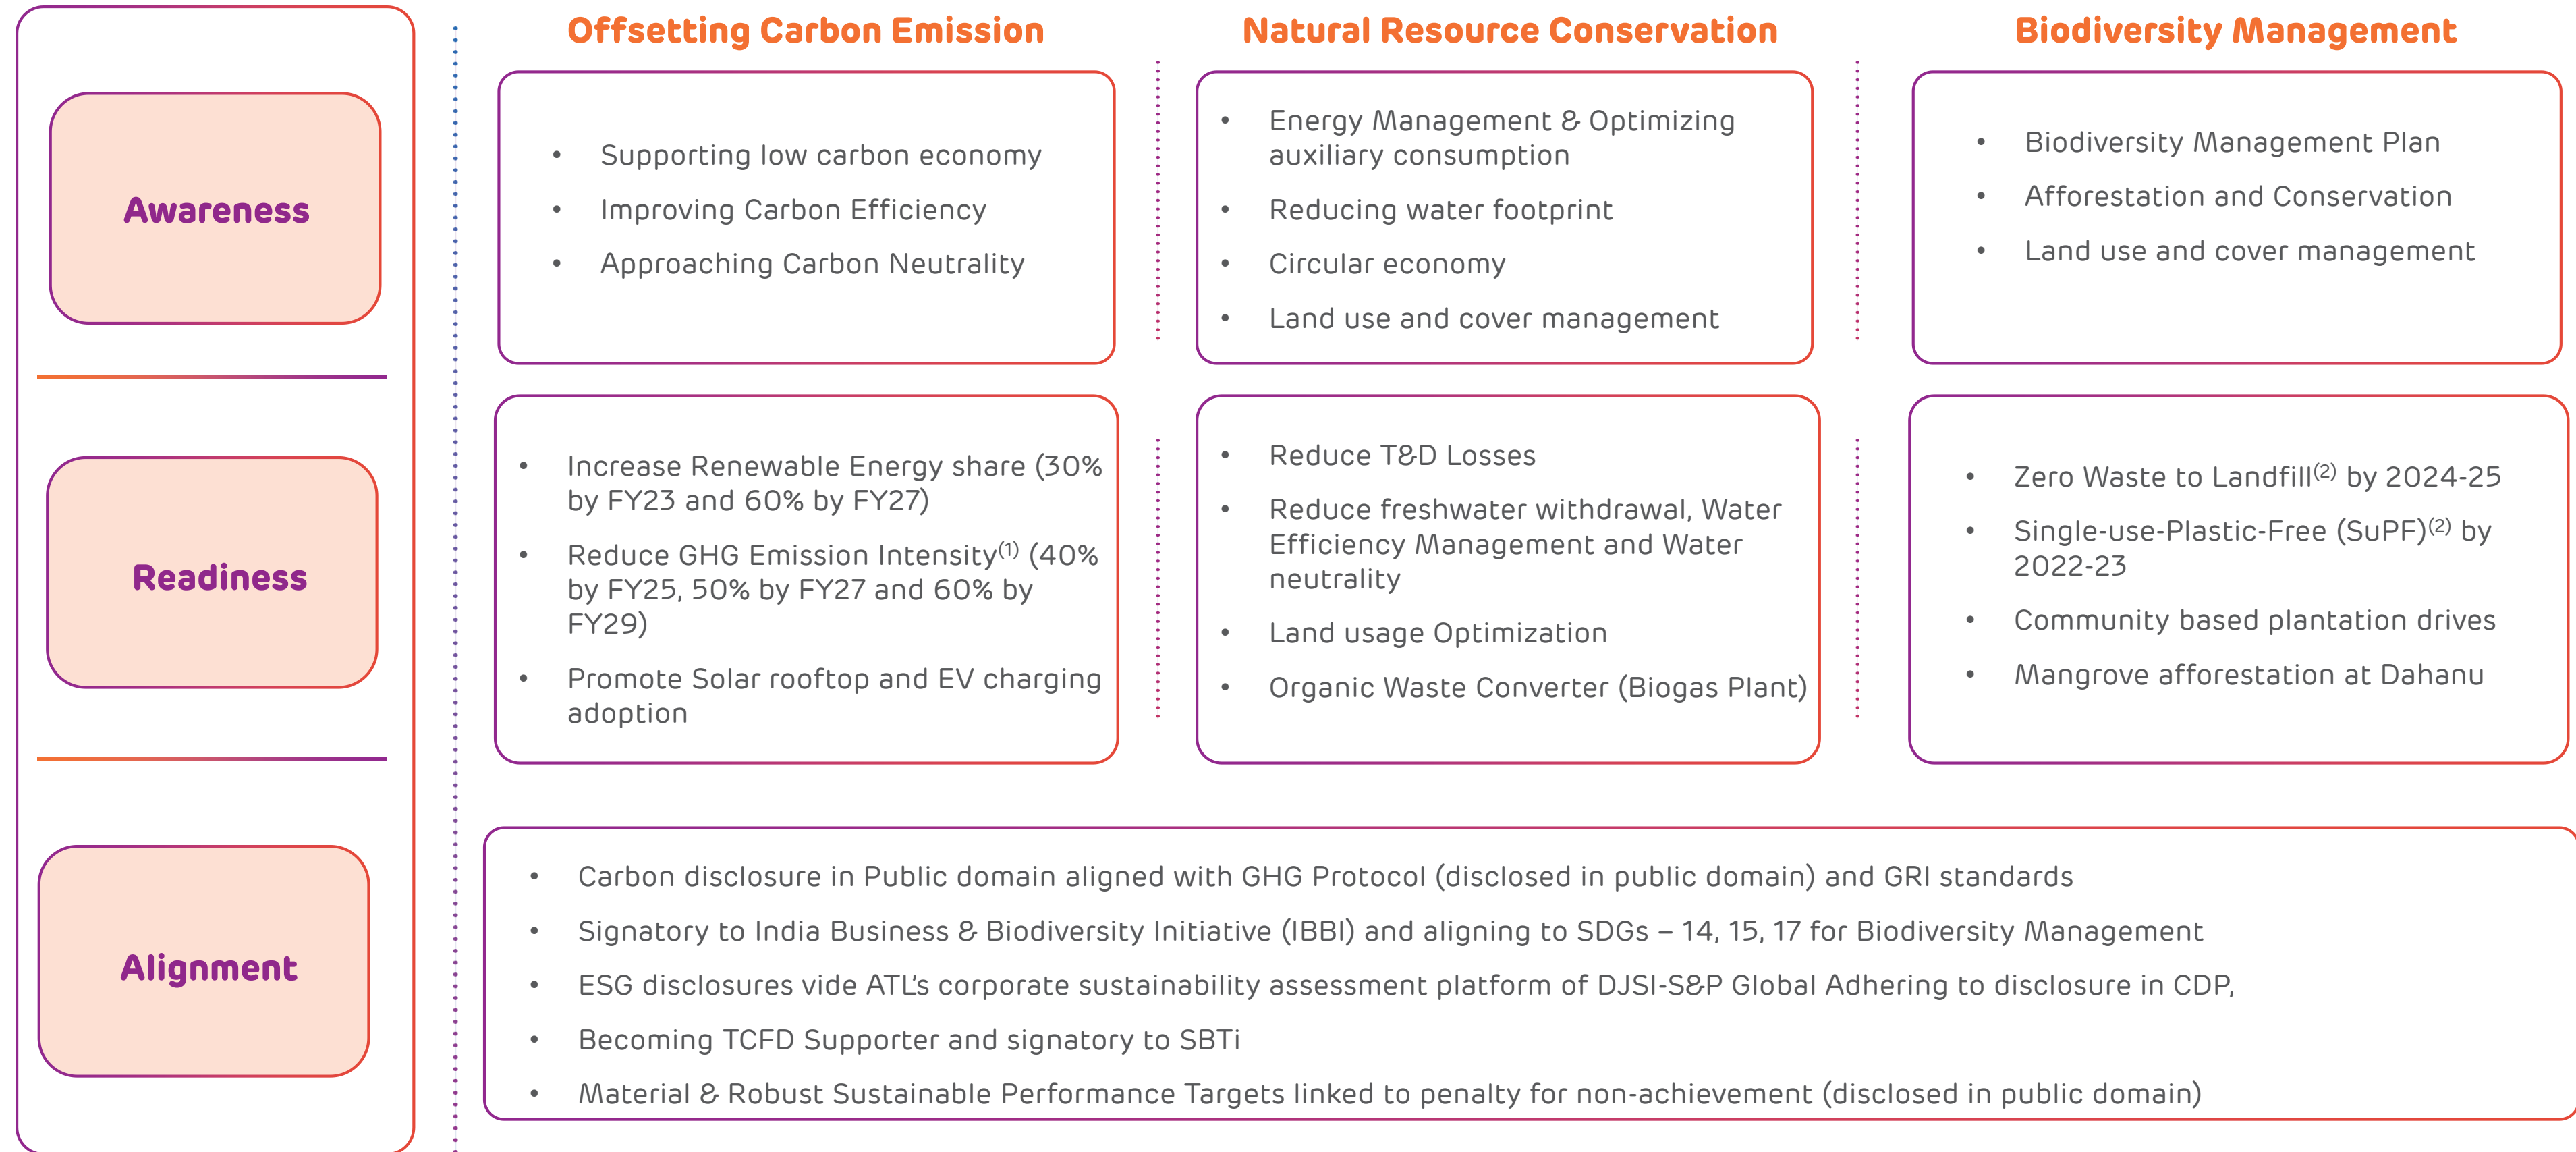 Offsetting Carbon Emission
Natural Resource Conservation
Biodiversity Management
Awareness
• Supporting low carbon economy
• Improving Carbon Efficiency
• Approaching Carbon Neutrality
• Energy Management & Optimizing
auxiliary consumption
• Reducing water footprint
• Circular economy
• Land use and cover management
• Biodiversity Management Plan
• Afforestation and Conservation
• Land use and cover management
Readiness
• Increase Renewable Energy share (30%
by FY23 and 60% by FY27)
• Reduce GHG Emission Intensity(1) (40%
by FY25, 50% by FY27 and 60% by
FY29)
• Promote Solar rooftop and EV charging
adoption
• Reduce T&D Losses
• Reduce freshwater withdrawal, Water
Efficiency Management and Water
neutrality
• Land usage Optimization
• Organic Waste Converter (Biogas Plant)
• Zero Waste to Landfill(2) by 2024-25
• Single-use-Plastic-Free (SuPF)(2) by
2022-23
• Community based plantation drives
• Mangrove afforestation at Dahanu
Alignment
• Carbon disclosure in Public domain aligned with GHG Protocol (disclosed in public domain) and GRI standards
• Signatory to India Business & Biodiversity Initiative (IBBI) and aligning to SDGs – 14, 15, 17 for Biodiversity Management
• ESG disclosures vide ATL's corporate sustainability assessment platform of DJSI-S&P Global Adhering to disclosure in CDP,
• Becoming TCFD Supporter and signatory to SBTi
• Material & Robust Sustainable Performance Targets linked to penalty for non-achievement (disclosed in public domain)